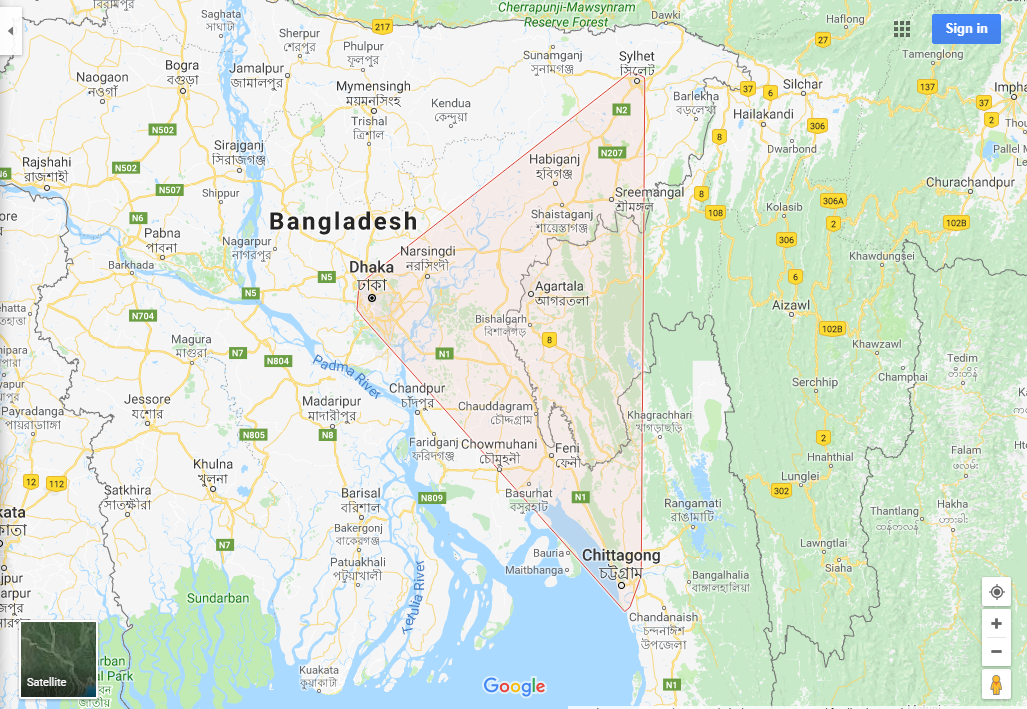 Cherrapunji-Mawsynram
Reserve Forest
Dawki
Saghata
সাঘাটা
217
Sherpur
শেরপুর
Haflong
Sign in
27
Phulpur
ফুলপুর
Sunamganj
সুনামগঞ্জ
Sylhet
সিলেট
Tamenglong
Naogaon
নওগাঁ
Bogra
বগুড়া
Jamalpur
জামালপুর
Mymensingh
ময়মনসিংহ
Kendua
কেন্দুয়া
Barlekha
বড়লেখা
37
6
Silchar
137
Impha
37
2
N2
Trishal
ত্রিশাল
Hailakandi
306
8
N502
Sirajganj
সিরাজগঞ্জ
N207
Dwarbond
Pallel
Rajshahi
রাজশাহী
N6
N502
N507
Habiganj
হবিগঞ্জ
Churachandpur
Shippur
Sreemangal
শ্রীমঙ্গল
8
306A
108
Kolasib
2
102B
N6
Pabna
পাবনা
Bangladesh
Shaistaganj
শায়েস্তাগঞ্জ
306
Nagarpur
নাগরপুর
Narsingdi
নরসিংদী
Khawdungsei
Barkhada
N5
Dhaka
ঢাকা
N5
6
Agartala
আগরতলা
Aizawl
N704
Bishalgarh
বিশালগড়
102B
Magura
মাগুরা
N7
N804
N1
8
Khawzawl
Padma River
Tedim
Champhai
Serchhip
Chandpur
চাঁদপুর
Jessore
যশোর
Madaripur
মাদারীপুর
Chauddagram
চৌদ্দগ্রাম
Khagrachhari
খাগড়াছড়ি
Payradanga
পায়রাডাঙ্গা
N805
N8
Faridganj
ফরিদগঞ্জ
Chowmuhani
চৌমুহনী
Feni
ফেনী
2
Hnahthial
Falam
Khulna
খুলনা
12
112
Lunglei
302
Satkhira
সাতক্ষীরা
Barisal
বরিশাল
N809
Basurhat
বসুরহাট
N1
Rangamati
রাঙামাটি
Thantlang
Hakha
Bakergonj
বাকেরগঞ্জ
N7
Lawngtlai
Bauria
Chittagong
চট্টগ্রাম
Patuakhali
পটুয়াখালী
Maitbhanga
Siaha
Bangalhalia
বাঙ্গালহালিয়া
Sundarban
Tetulia River
Chandanaish
চন্দনাইশ
উপজেলা
Kuakata
কুয়াকাটা
Satellite
Google
N1